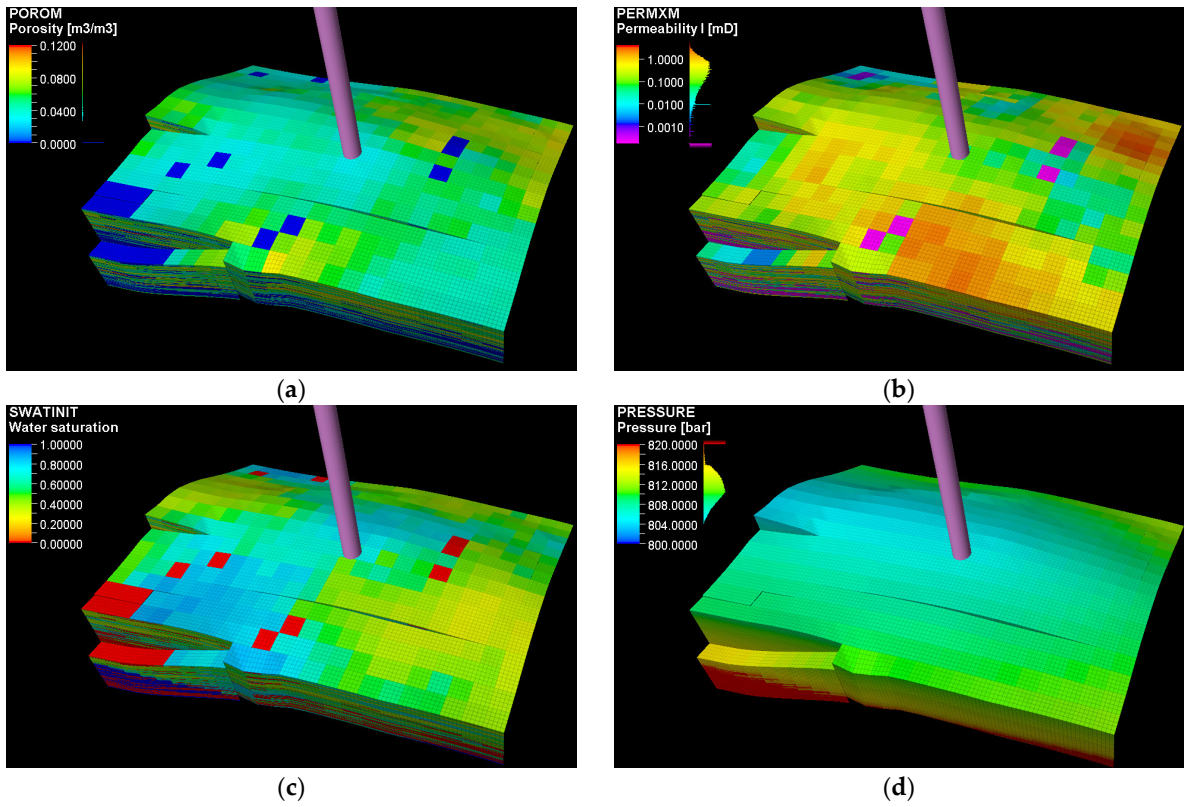 POROM
Porosity [m3/m3]
0.1200
0.0800
0.0400
0.0000
(a)
PERMXM
Permeability I [mD]
1.0000
0.1000
0.0100
0.0010
(b)
SWATINIT
Water saturation
1.00000
0.80000
0.60000
0.40000
0.20000
0.00000
(c)
PRESSURE
Pressure [bar]
820.0000
816.0000
812.0000
808.0000
804.0000
800.0000
(d)